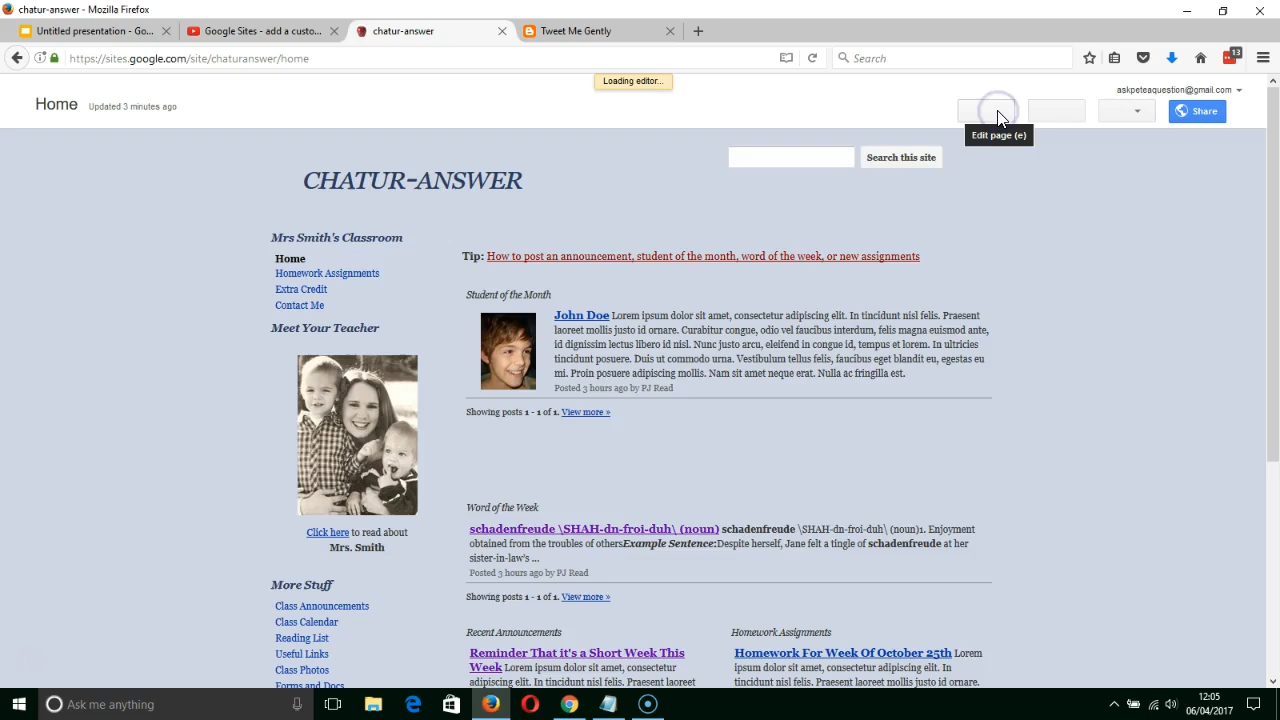 chatur-answer - Mozilla Firefox
Untitled presentation - Go...
Google Sites - add a custo...
chatur-answer
Tweet Me Gently
https://sites.google.com/site/chaturanswer/home
Search
13
Loading editor...
askpeteaquestion@gmail.com
Home Updated 3 minutes ago
Share
Edit page (e)
Search this site
CHATUR-ANSWER
Mrs Smith's Classroom
Home
Homework Assignments
Extra Credit
Contact Me
Meet Your Teacher
Click here to read about
Mrs. Smith
More Stuff
Class Announcements
Class Calendar
Reading List
Useful Links
Class Photos
Forms and Docs
Tip: How to post an announcement, student of the month, word of the week, or new assignments
Student of the Month
John Doe Lorem ipsum dolor sit amet, consectetur adipiscing elit. In tincidunt nisl felis. Praesent
laoreet mollis justo id ornare. Curabitur congue, odio vel faucibus interdum, felis magna euismod ante,
id dignissim lectus libero id nisl. Nunc justo arcu, eleifend in congue id, tempus et lorem. In ultricies
tincidunt posuere. Duis ut commodo urna. Vestibulum tellus felis, faucibus eget blandit eu, egestas eu
mi. Proin posuere adipiscing mollis. Nam sit amet neque erat. Nulla ac fringilla est.
Posted 3 hours ago by PJ Read
Showing posts 1 - 1 of 1. View more »
Word of the Week
schadenfreude \SHAH-dn-froi-duh\ (noun) schadenfreude \SHAH-dn-froi-duh\ (noun)1. Enjoyment
obtained from the troubles of othersExample Sentence:Despite herself, Jane felt a tingle of schadenfreude at her
sister-in-law's ...
Posted 3 hours ago by PJ Read
Showing posts 1 - 1 of 1. View more »
Recent Announcements
Reminder That it's a Short Week This
Week Lorem ipsum dolor sit amet, consectetur
adipiscing elit. In tincidunt nisl felis. Praesent laoreet
Homework Assignments
Homework For Week Of October 25th Lorem
ipsum dolor sit amet, consectetur adipiscing elit. In
tincidunt nisl felis. Praesent laoreet mollis justo id
Ask me anything
12:05
06/04/2017